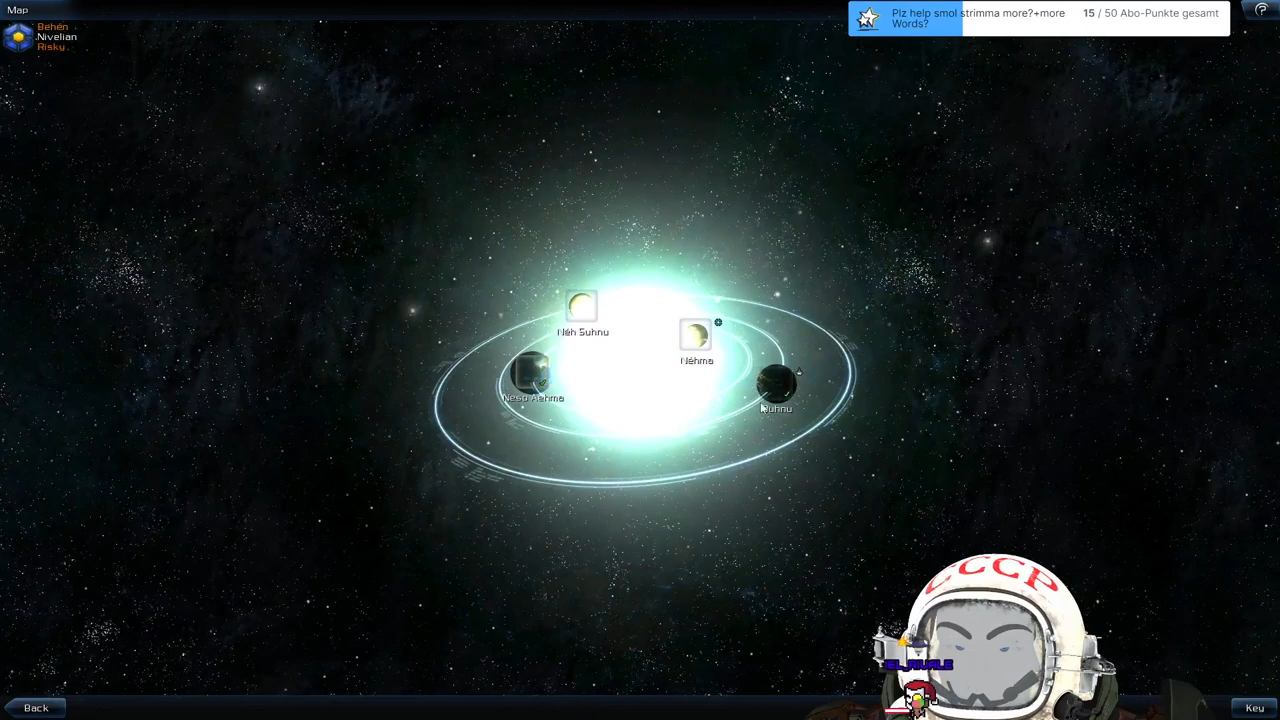 Map
Behén
Nivelian
Risky
Plz help smol strimma more?+more
Words?
15 / 50 Abo-Punkte gesamt
Néh Suhnu
Néhma
Neso Aehma
Suhnu
CCCP
Back
Key